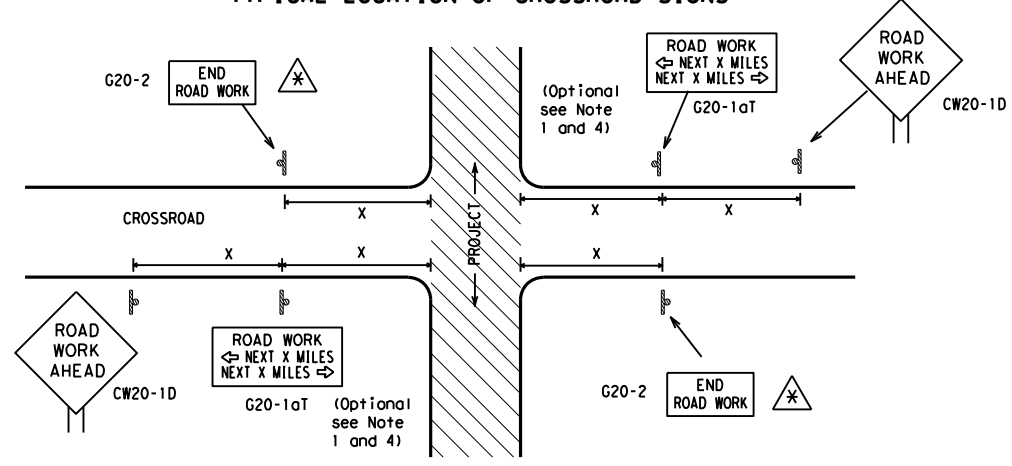 TYPICAL LOCATION OF CROSSROAD SIGNS
ROAD
WORK
AHEAD
CW20-1D
ROAD WORK
⇦ NEXT X MILES
NEXT X MILES ⇨
G20-1aT
(Optional
see Note
1 and 4)
G20-2
END
ROAD WORK
*
X
X
X
CROSSROAD
PROJECT
X
X
X
ROAD
WORK
AHEAD
CW20-1D
ROAD WORK
⇦ NEXT X MILES
NEXT X MILES ⇨
G20-1aT
(Optional
see Note
1 and 4)
G20-2
END
ROAD WORK
*